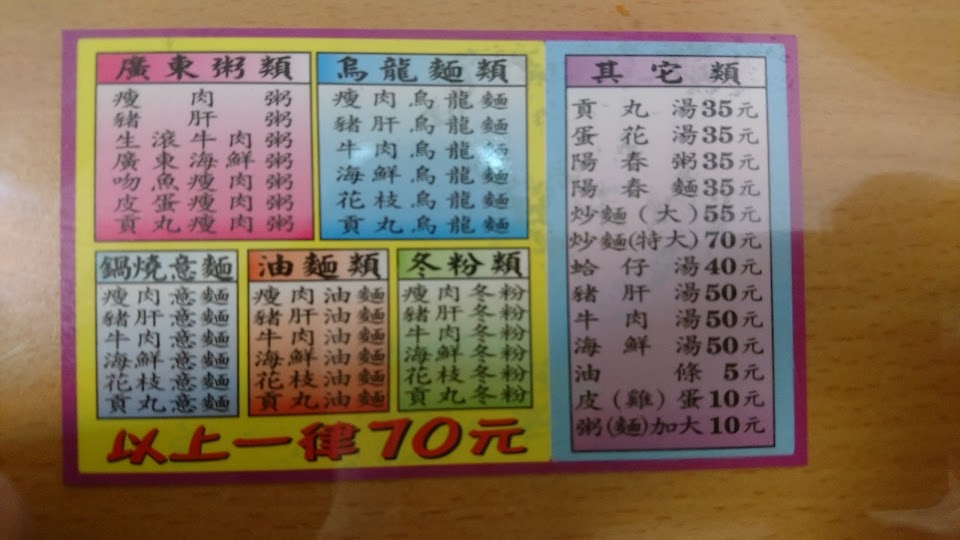 廣東粥類
瘦肉粥
豬肝粥
生滾牛肉粥
廣東海鮮粥
吻魚瘦肉粥
皮蛋瘦肉粥
貢丸瘦肉粥
烏龍麵類
瘦肉烏龍麵
豬肝烏龍麵
牛肉烏龍麵
海鮮烏龍麵
花枝烏龍麵
貢丸烏龍麵
鍋燒意麵
瘦肉意麵
豬肝意麵
牛肉意麵
海鮮意麵
花枝意麵
貢丸意麵
油麵類
瘦肉油麵
豬肝油麵
牛肉油麵
海鮮油麵
花枝油麵
貢丸油麵
冬粉類
瘦肉冬粉
豬肝冬粉
牛肉冬粉
海鮮冬粉
花枝冬粉
貢丸冬粉
以上一律70元
其它類
貢丸湯35元
蛋花湯35元
陽春粥35元
陽春麵35元
炒麵(大)55元
炒麵(特大)70元
蛤仔湯40元
豬肝湯50元
牛肉湯50元
海鮮湯50元
油條5元
皮(雞)蛋10元
粥(麵)加大10元